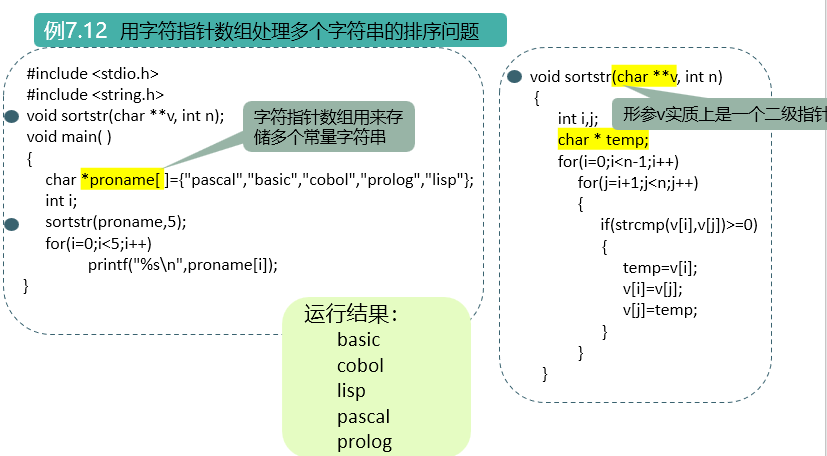 例7.12 用字符指针数组处理多个字符串的排序问题
#include <stdio.h>
#include <string.h>
void sortstr(char **v, int n);
void main( )
{
char *proname[ ]={"pascal","basic","cobol","prolog","lisp"};
int i;
sortstr(proname,5);
for(i=0;i<5;i++)
printf("%s\n",proname[i]);
}
字符指针数组用来存
储多个常量字符串
运行结果：
basic
cobol
lisp
pascal
prolog
void sortstr(char **v, int n)
{
int i,j;
char * temp;
for(i=0;i<n-1;i++)
for(j=i+1;j<n;j++)
{
if(strcmp(v[i],v[j])>=0)
{
temp=v[i];
v[i]=v[j];
v[j]=temp;
}
}
}
形参v实质上是一个二级指针